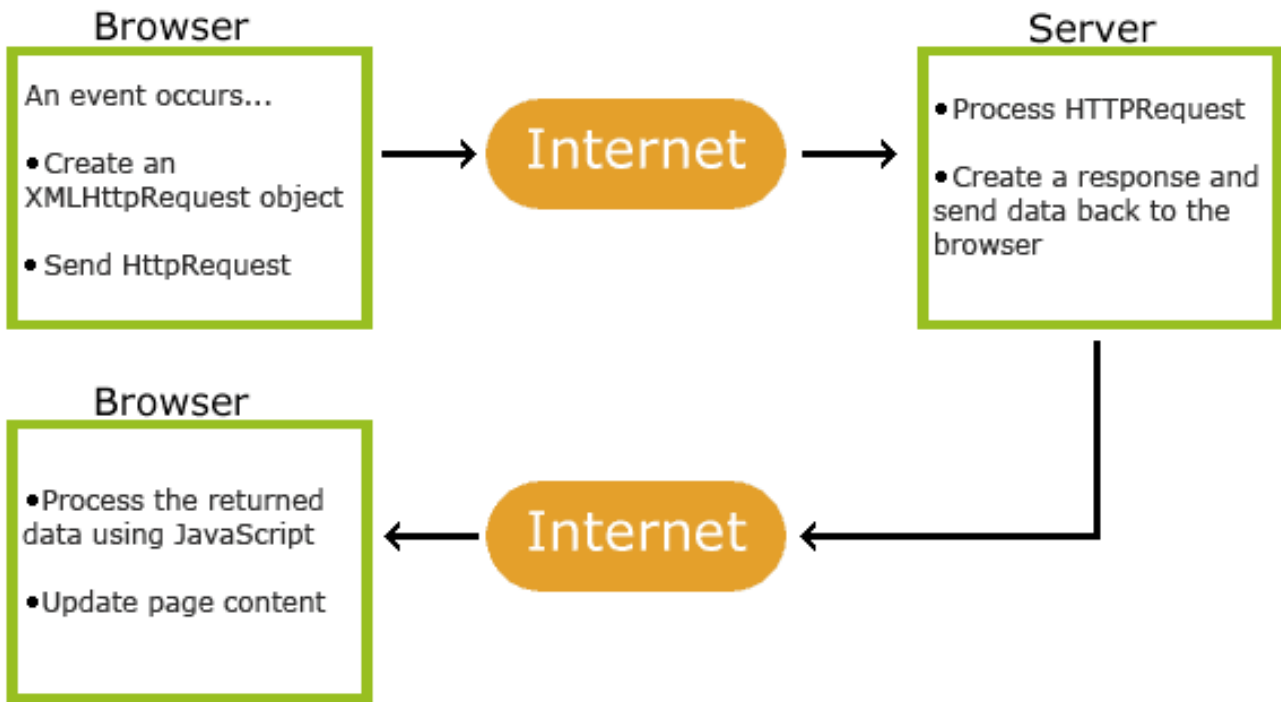 Browser
An event occurs...
•Create an
XMLHttpRequest object
• Send HttpRequest
Internet
Server
•Process HTTPRequest
•Create a response and
send data back to the
browser
Browser
•Process the returned
data using JavaScript
•Update page content
Internet